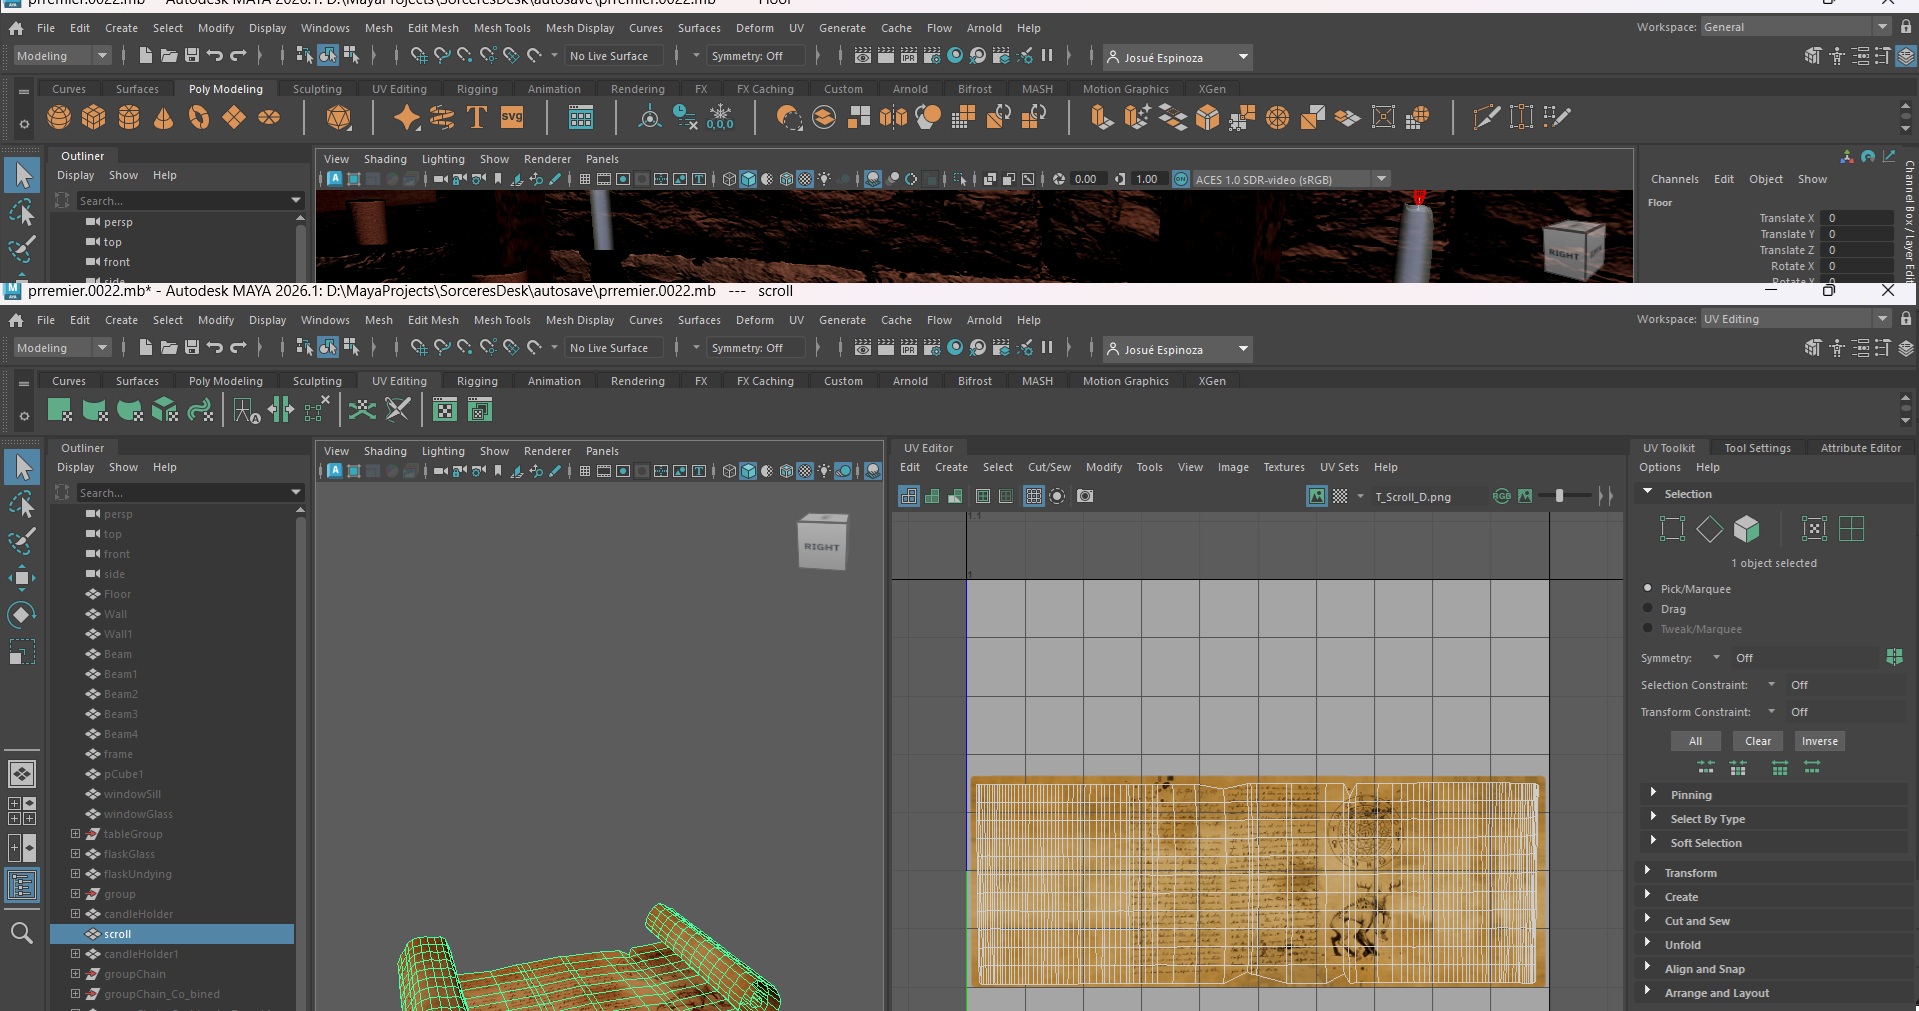 prremier.0022.mb* - Autodesk MAYA 2026.1: D:\MayaProjects\SorceresDesk\autosave\prremier.0022.mb --- Floor
File Edit Create Select Modify Display Windows Mesh Edit Mesh Mesh Tools Mesh Display Curves Surfaces Deform UV Generate Cache Flow Arnold Help
Workspace: General
Modeling
No Live Surface
Symmetry: Off
Josué Espinoza
Curves Surfaces Poly Modeling Sculpting UV Editing Rigging Animation Rendering FX FX Caching Custom Arnold Bifrost MASH Motion Graphics XGen
svg
0,0,0
Outliner
Display Show Help
Search...
persp
top
front
side
View Shading Lighting Show Renderer Panels
0.00
1.00
ACES 1.0 SDR-video (sRGB)
RIGHT
Channels Edit Object Show
Floor
Translate X 0
Translate Y 0
Translate Z 0
Rotate X 0
Rotate Y 0
Channel Box / Layer Edit
prremier.0022.mb* - Autodesk MAYA 2026.1: D:\MayaProjects\SorceresDesk\autosave\prremier.0022.mb --- scroll
File Edit Create Select Modify Display Windows Mesh Edit Mesh Mesh Tools Mesh Display Curves Surfaces Deform UV Generate Cache Flow Arnold Help
Workspace: UV Editing
Modeling
No Live Surface
Symmetry: Off
Josué Espinoza
Curves Surfaces Poly Modeling Sculpting UV Editing Rigging Animation Rendering FX FX Caching Custom Arnold Bifrost MASH Motion Graphics XGen
Outliner
Display Show Help
Search...
persp
top
front
side
Floor
Wall
Wall1
Beam
Beam1
Beam2
Beam3
Beam4
frame
pCube1
windowSill
windowGlass
tableGroup
flaskGlass
flaskUndying
group
candleHolder
scroll
candleHolder1
groupChain
groupChain_Co_bined
View Shading Lighting Show Renderer Panels
RIGHT
UV Editor
Edit Create Select Cut/Sew Modify Tools View Image Textures UV Sets Help
T_Scroll_D.png
RGB
1.1
1
UV Toolkit Tool Settings Attribute Editor
Options Help
Selection
1 object selected
Pick/Marquee
Drag
Tweak/Marquee
Symmetry: Off
Selection Constraint: Off
Transform Constraint: Off
All Clear Inverse
Pinning
Select By Type
Soft Selection
Transform
Create
Cut and Sew
Unfold
Align and Snap
Arrange and Layout